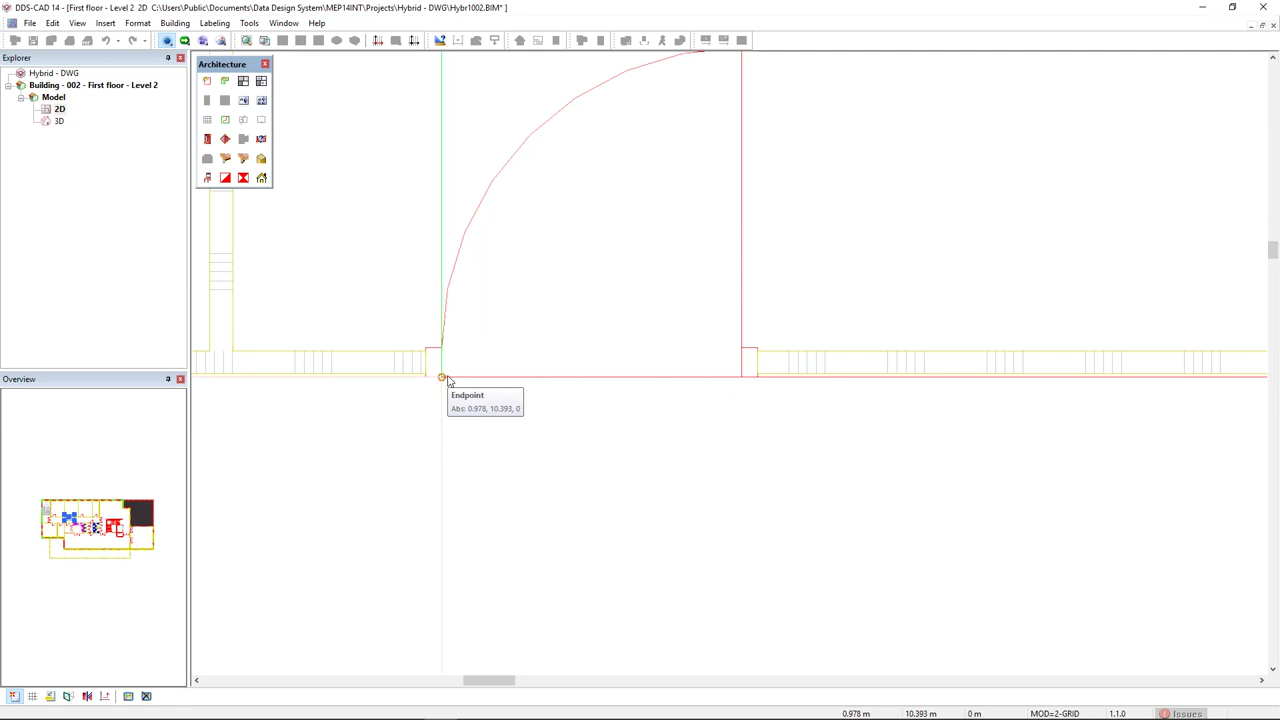 DDS-CAD 14 - [First floor - Level 2  2D  C:\Users\Public\Documents\Data Design System\MEP14INT\Projects\Hybrid - DWG\Hybr1002.BIM* ]
File Edit View Insert Format Building Labeling Tools Window Help
Explorer
Hybrid - DWG
Building - 002 - First floor - Level 2
Model
2D
3D
Architecture
Endpoint
Abs: 0.978, 10.393, 0
Overview
0.978 m 10.393 m 0 m MOD=2-GRID 1.1.0 Issues